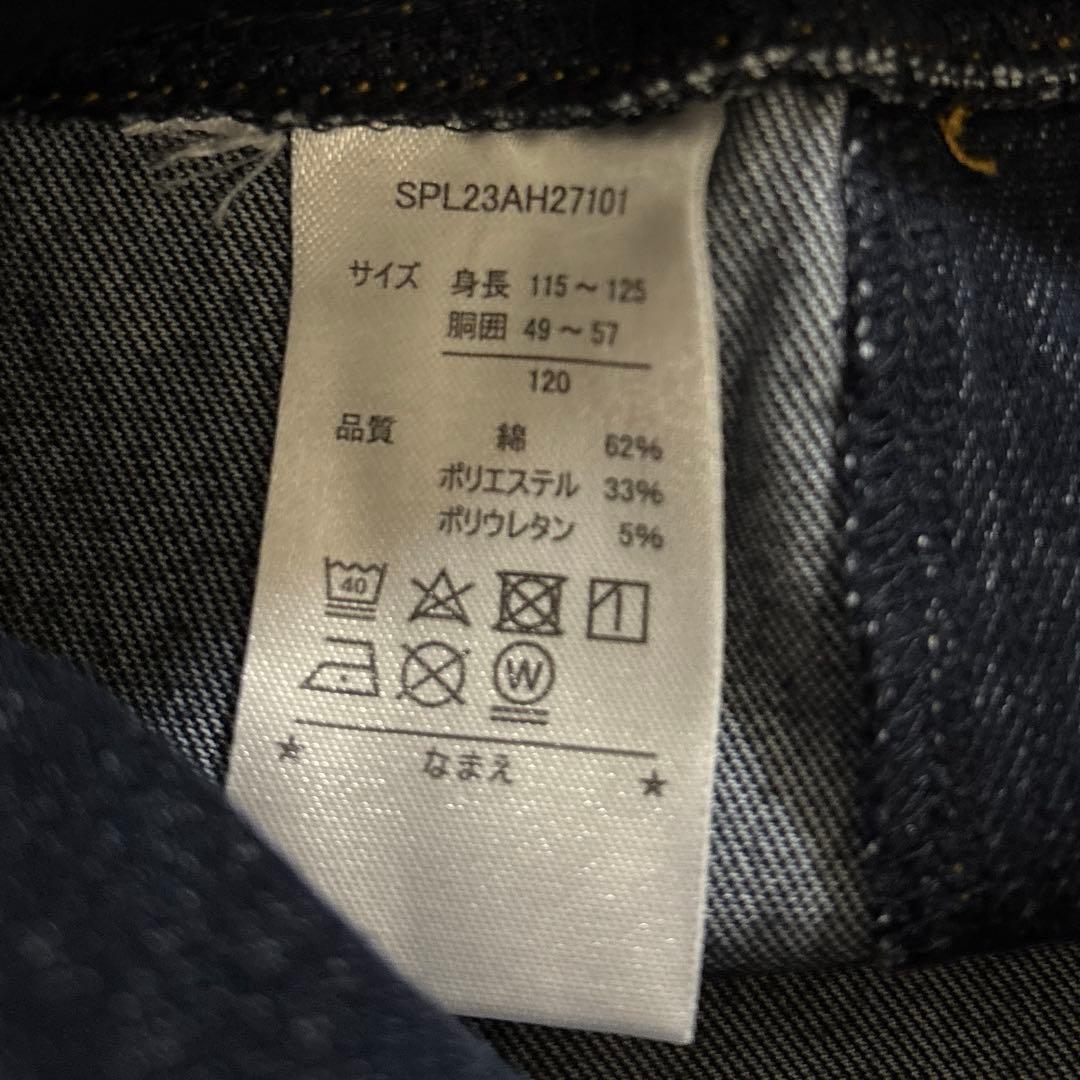 SPL23AH27101
サイズ 身長 115～125
胴囲 49～57
120
品質 綿 62%
ポリエステル 33%
ポリウレタン 5%
40
W
なまえ